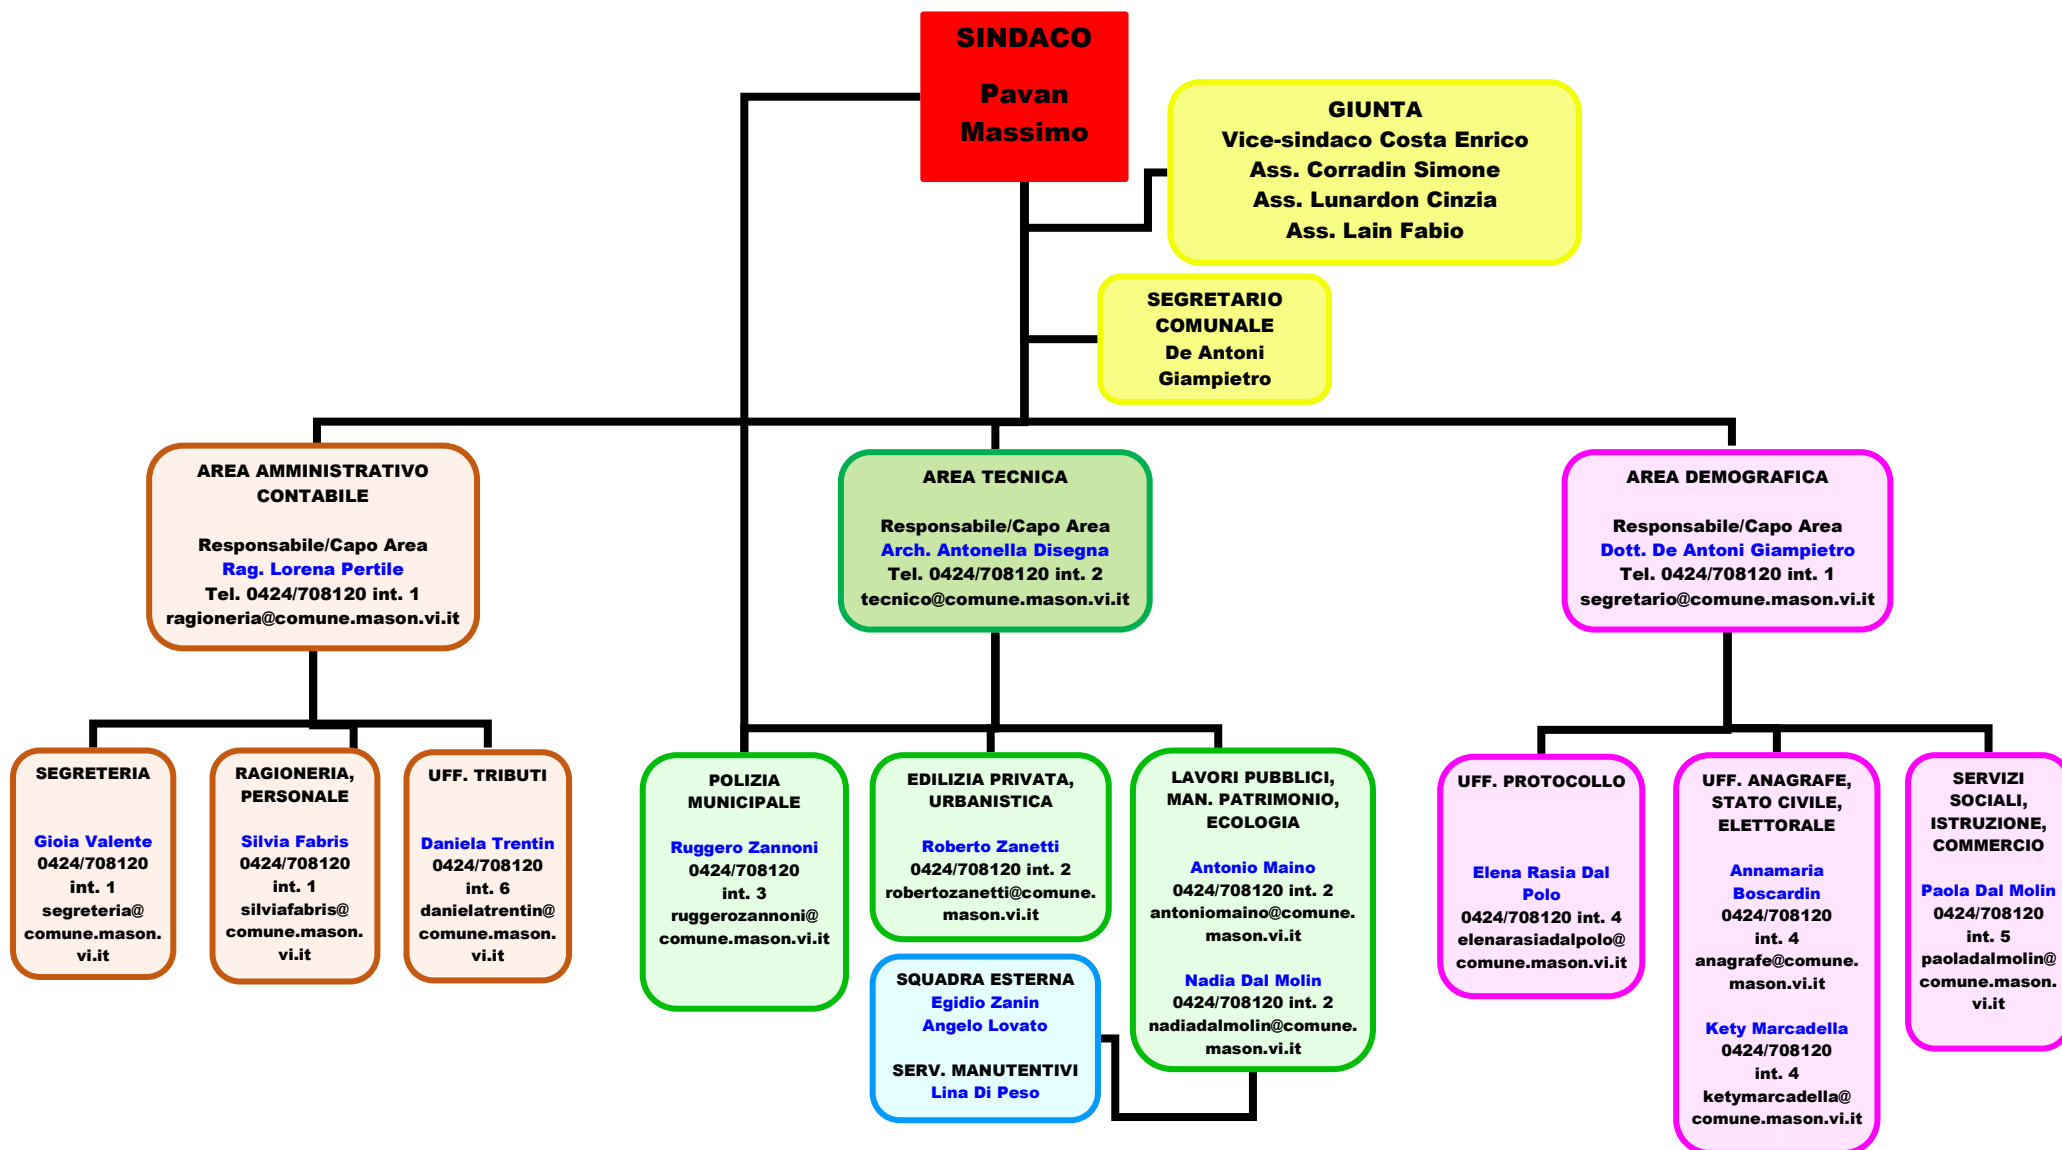 SINDACO
Pavan
Massimo
GIUNTA
Vice-sindaco Costa Enrico
Ass. Corradin Simone
Ass. Lunardon Cinzia
Ass. Lain Fabio
SEGRETARIO
COMUNALE
De Antoni
Giampietro
AREA AMMINISTRATIVO
CONTABILE
Responsabile/Capo Area
Rag. Lorena Pertile
Tel. 0424/708120 int. 1
ragioneria@comune.mason.vi.it
AREA TECNICA
Responsabile/Capo Area
Arch. Antonella Disegna
Tel. 0424/708120 int. 2
tecnico@comune.mason.vi.it
AREA DEMOGRAFICA
Responsabile/Capo Area
Dott. De Antoni Giampietro
Tel. 0424/708120 int. 1
segretario@comune.mason.vi.it
SEGRETERIA
Gioia Valente
0424/708120
int. 1
segreteria@
comune.mason.
vi.it
RAGIONERIA,
PERSONALE
Silvia Fabris
0424/708120
int. 1
silviafabris@
comune.mason.
vi.it
UFF. TRIBUTI
Daniela Trentin
0424/708120
int. 6
danielatrentin@
comune.mason.
vi.it
POLIZIA
MUNICIPALE
Ruggero Zannoni
0424/708120
int. 3
ruggerozannoni@
comune.mason.vi.it
EDILIZIA PRIVATA,
URBANISTICA
Roberto Zanetti
0424/708120 int. 2
robertozanetti@comune.
mason.vi.it
SQUADRA ESTERNA
Egidio Zanin
Angelo Lovato
SERV. MANUTENTIVI
Lina Di Peso
LAVORI PUBBLICI,
MAN. PATRIMONIO,
ECOLOGIA
Antonio Maino
0424/708120 int. 2
antoniomaino@comune.
mason.vi.it
Nadia Dal Molin
0424/708120 int. 2
nadiadalmolin@comune.
mason.vi.it
UFF. PROTOCOLLO
Elena Rasia Dal
Polo
0424/708120 int. 4
elenarasiadalpolo@
comune.mason.vi.it
UFF. ANAGRAFE,
STATO CIVILE,
ELETTORALE
Annamaria
Boscardin
0424/708120
int. 4
anagrafe@comune.
mason.vi.it
Kety Marcadella
0424/708120
int. 4
ketymarcadella@
comune.mason.vi.it
SERVIZI
SOCIALI,
ISTRUZIONE,
COMMERCIO
Paola Dal Molin
0424/708120
int. 5
paoladalmolin@
comune.mason.
vi.it